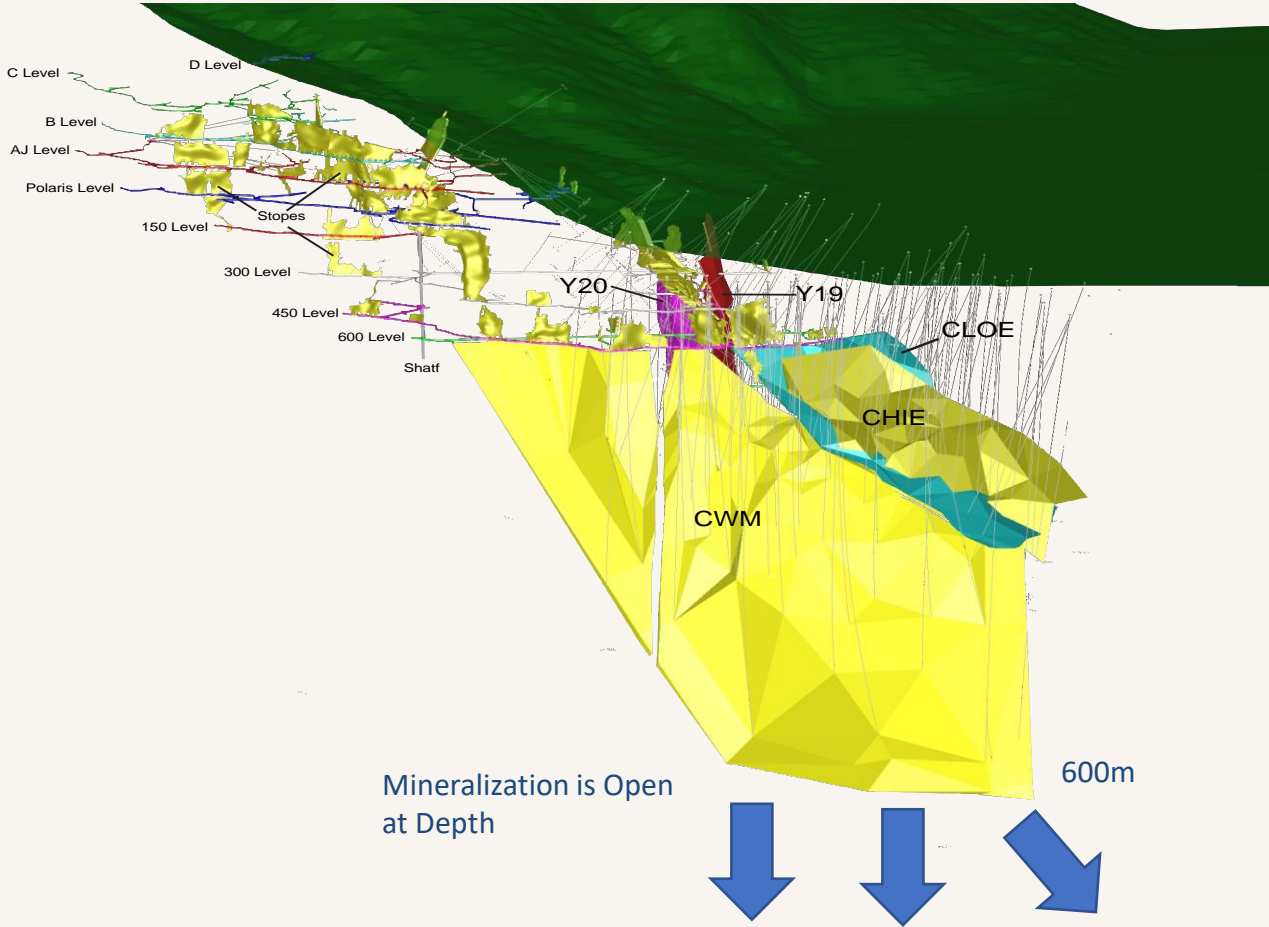 D Level
C Level
B Level
AJ Level
Polaris Level
Stopes
150 Level
300 Level
Y20
Y19
450 Level
CLOE
600 Level
Shatf
CHIE
CWM
Mineralization is Open
at Depth
600m